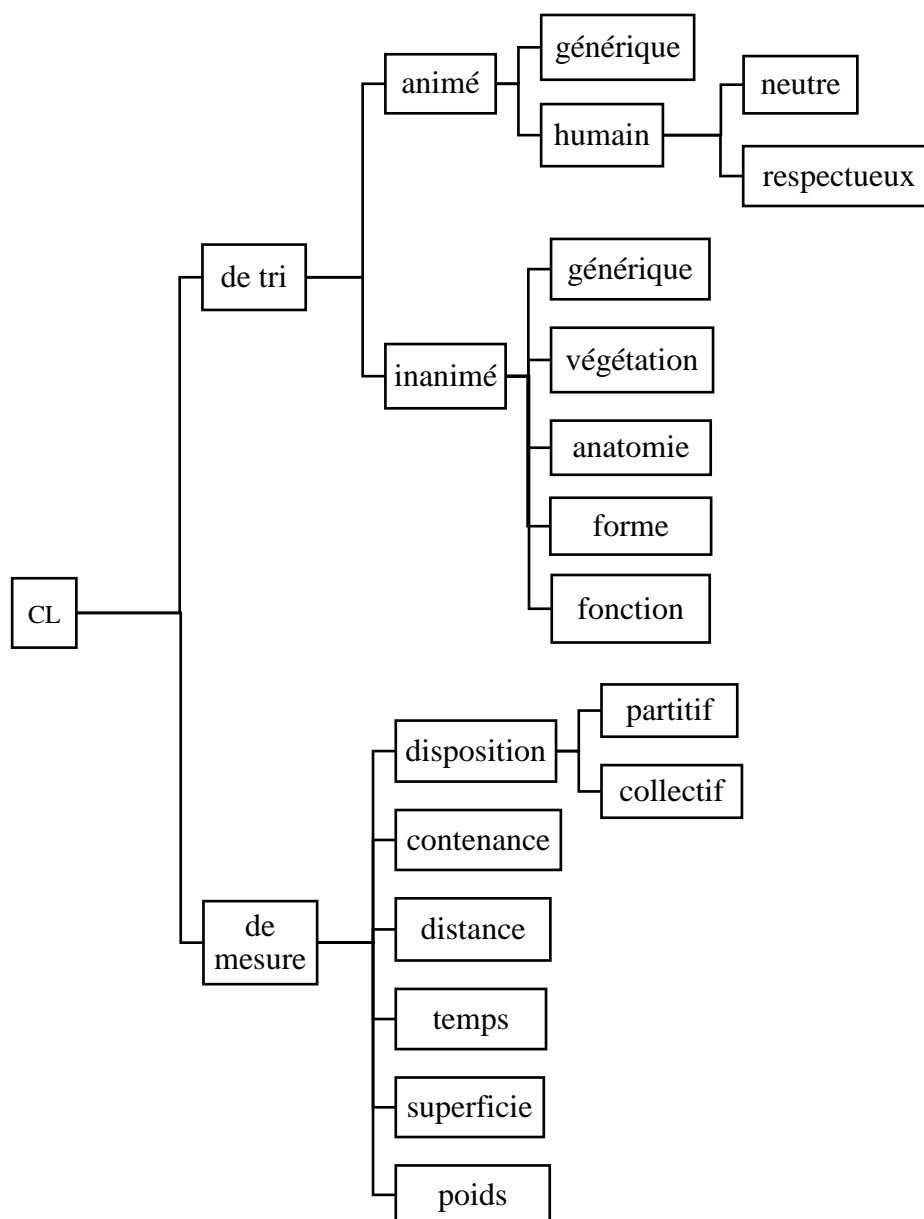 générique
animé
neutre
humain
respectueux
de tri
générique
végétation
inanimé
anatomie
forme
fonction
CL
partitif
disposition
collectif
contenance
de
mesure
distance
temps
superficie
poids